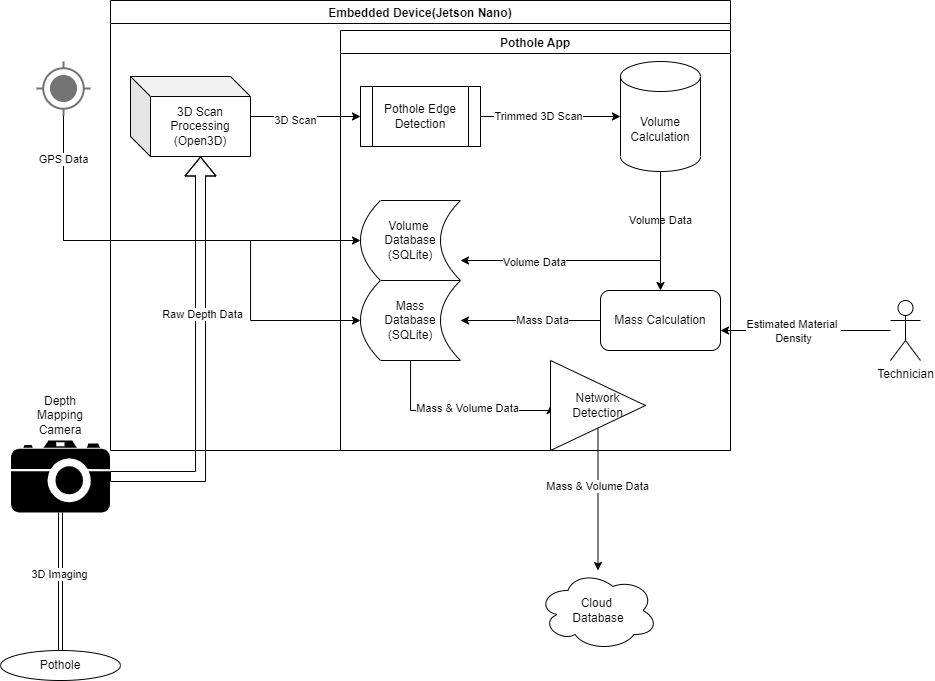 Embedded Device(Jetson Nano)
Pothole App
3D Scan
Processing
(Open3D)
3D Scan
Pothole Edge
Detection
Trimmed 3D Scan
Volume
Calculation
GPS Data
Volume Data
Volume
Database
(SQLite)
Volume Data
Raw Depth Data
Mass
Database
(SQLite)
Mass Data
Mass Calculation
Estimated Material
Density
Technician
Depth
Mapping
Camera
Mass & Volume Data
Network
Detection
Mass & Volume Data
3D Imaging
Cloud
Database
Pothole